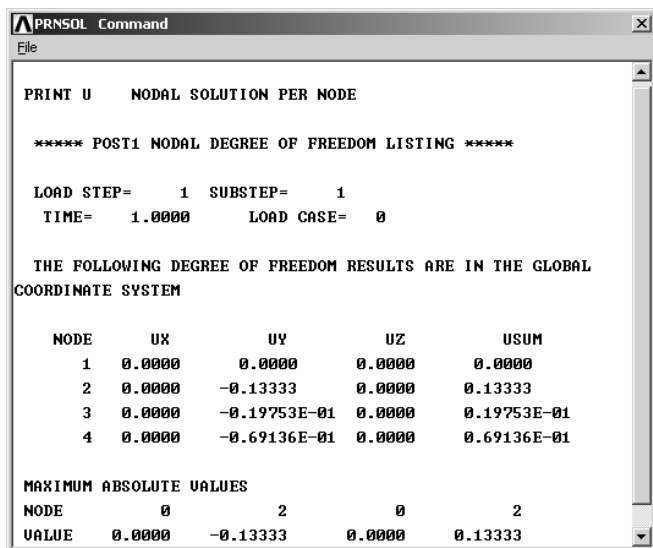 PRNSOL Command
File
PRINT U NODAL SOLUTION PER NODE
***** POST1 NODAL DEGREE OF FREEDOM LISTING *****
LOAD STEP= 1 SUBSTEP= 1
TIME= 1.0000 LOAD CASE= 0
THE FOLLOWING DEGREE OF FREEDOM RESULTS ARE IN THE GLOBAL
COORDINATE SYSTEM
NODE UX UY UZ USUM
1 0.0000 0.0000 0.0000 0.0000
2 0.0000 -0.13333 0.0000 0.13333
3 0.0000 -0.19753E-01 0.0000 0.19753E-01
4 0.0000 -0.69136E-01 0.0000 0.69136E-01
MAXIMUM ABSOLUTE VALUES
NODE 0 2 0 2
VALUE 0.0000 -0.13333 0.0000 0.13333